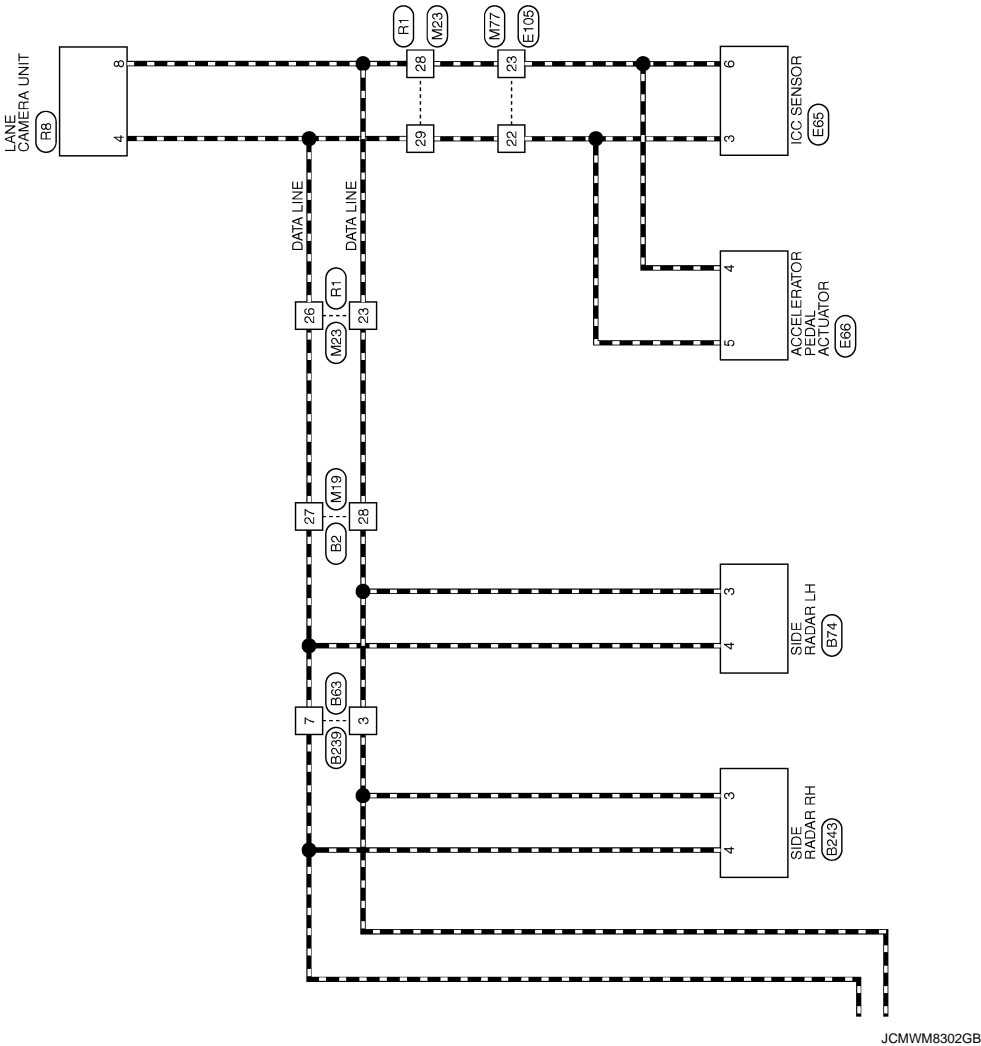 LANE
CAMERA UNIT
R8
8
4
R1
M23
28
29
M77
E105
23
22
6
3
ICC SENSOR
E65
DATA LINE
DATA LINE
4
5
ACCELERATOR
PEDAL
ACTUATOR
E66
26
R1
M23
23
27
M19
B2
28
3
4
SIDE
RADAR LH
B74
7
B63
B239
3
3
4
SIDE
RADAR RH
B243
JCMWM8302GB